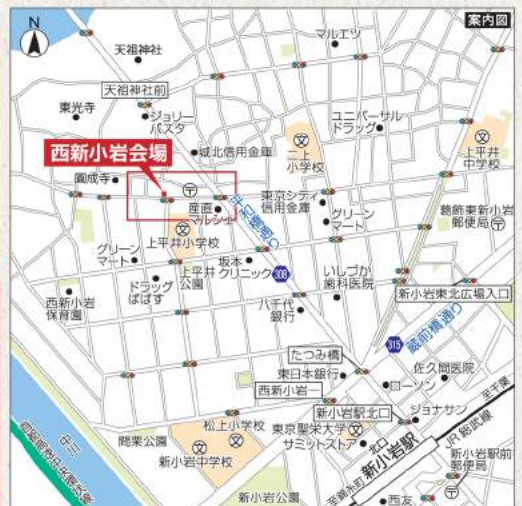 N
案内図
天祖神社
マルエツ
天祖神社前
東光寺
ジョリー
パスタ
ユニバーサル
ドラッグ
上平井
中学校
西新小岩会場
城北信用金庫
二上
小学校
圓成寺
産直
マルシェ
東京シティ
信用金庫
平和橋通り
グリーン
マート
葛飾東新小岩
郵便局
上平井小学校
グリーン
マート
上平井
公園
坂本
クリニック
308
いしづか
歯科医院
ドラッグ
ぱぱす
西新小岩
保育園
八千代
銀行
新小岩東北広場入口
315
蔵前橋通り
たつみ橋
東日本銀行
佐久間医院
西新小岩一
ローソン
至千葉
新小岩駅北口
ジョナサン
松上小学校
東京聖栄大学
サミットストア
北口
新小岩駅
JR総武線
間栗公園
新小岩中学校
新小岩駅前
郵便局
中川
新小岩公園
至錦糸町
西友